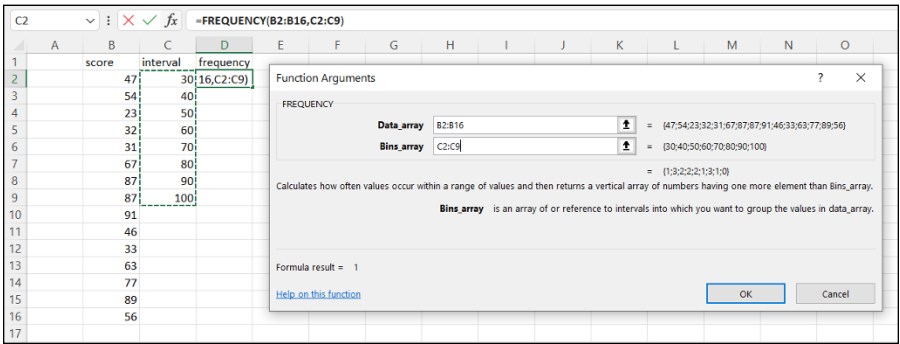 C2 fx =FREQUENCY(B2:B16,C2:C9)
A B C D E F G H I J K L M N O
1 score interval frequency
2 47 30 16,C2:C9)
3 54 40
4 23 50
5 32 60
6 31 70
7 67 80
8 87 90
9 87 100
10 91
11 46
12 33
13 63
14 77
15 89
16 56
17
Function Arguments ? ×
FREQUENCY
Data_array B2:B16 = {47;54;23;32;31;67;87;87;91;46;33;63;77;89;56}
Bins_array C2:C9 = {30;40;50;60;70;80;90;100}
= {1;3;2;2;2;1;3;1;0}
Calculates how often values occur within a range of values and then returns a vertical array of numbers having one more element than Bins_array.
Bins_array is an array of or reference to intervals into which you want to group the values in data_array.
Formula result = 1
Help on this function OK Cancel